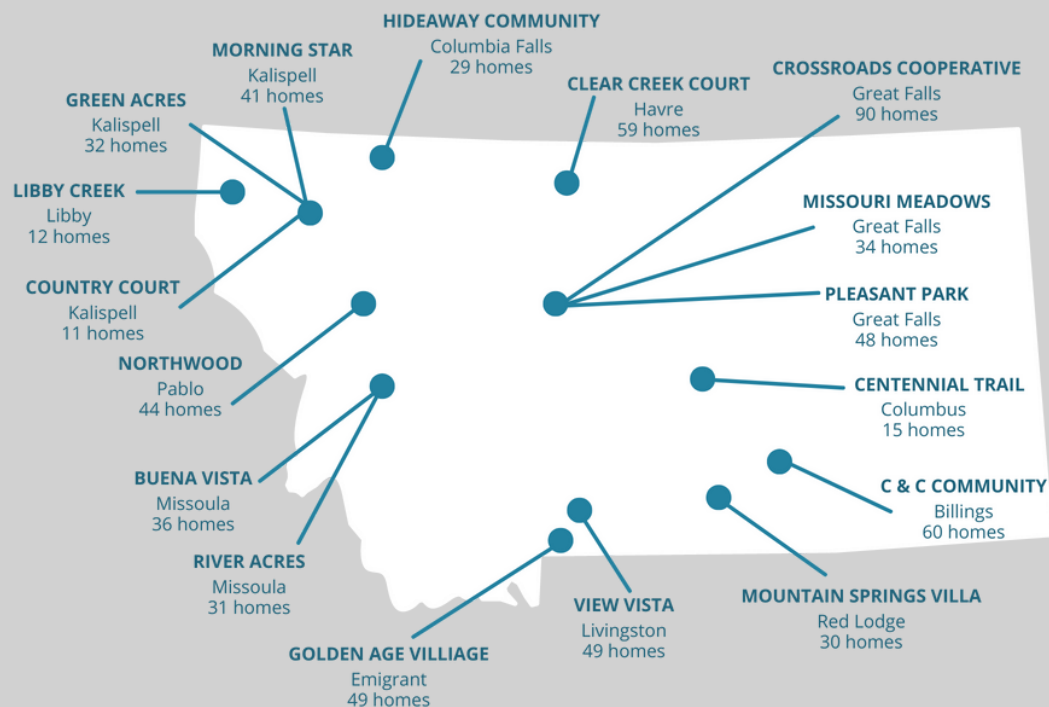 HIDEAWAY COMMUNITY
Columbia Falls
29 homes
MORNING STAR
Kalispell
41 homes
CLEAR CREEK COURT
Havre
59 homes
CROSSROADS COOPERATIVE
Great Falls
90 homes
GREEN ACRES
Kalispell
32 homes
LIBBY CREEK
Libby
12 homes
MISSOURI MEADOWS
Great Falls
34 homes
COUNTRY COURT
Kalispell
11 homes
PLEASANT PARK
Great Falls
48 homes
NORTHWOOD
Pablo
44 homes
CENTENNIAL TRAIL
Columbus
15 homes
BUENA VISTA
Missoula
36 homes
C & C COMMUNITY
Billings
60 homes
RIVER ACRES
Missoula
31 homes
VIEW VISTA
Livingston
49 homes
MOUNTAIN SPRINGS VILLA
Red Lodge
30 homes
GOLDEN AGE VILLIAGE
Emigrant
49 homes